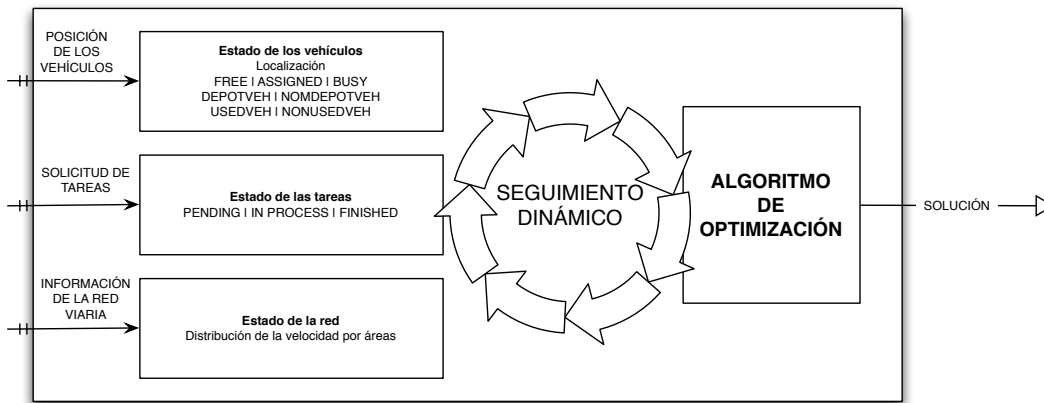 POSICIÓN
DE LOS
VEHÍCULOS
Estado de los vehículos
Localización
FREE | ASSIGNED | BUSY
DEPOTVEH | NOMDEPOTVEH
USEDVEH | NONUSEDVEH
SOLICITUD DE
TAREAS
Estado de las tareas
PENDING | IN PROCESS | FINISHED
INFORMACIÓN
DE LA RED
VIARIA
Estado de la red
Distribución de la velocidad por áreas
SEGUIMIENTO
DINÁMICO
ALGORITMO
DE
OPTIMIZACIÓN
SOLUCIÓN